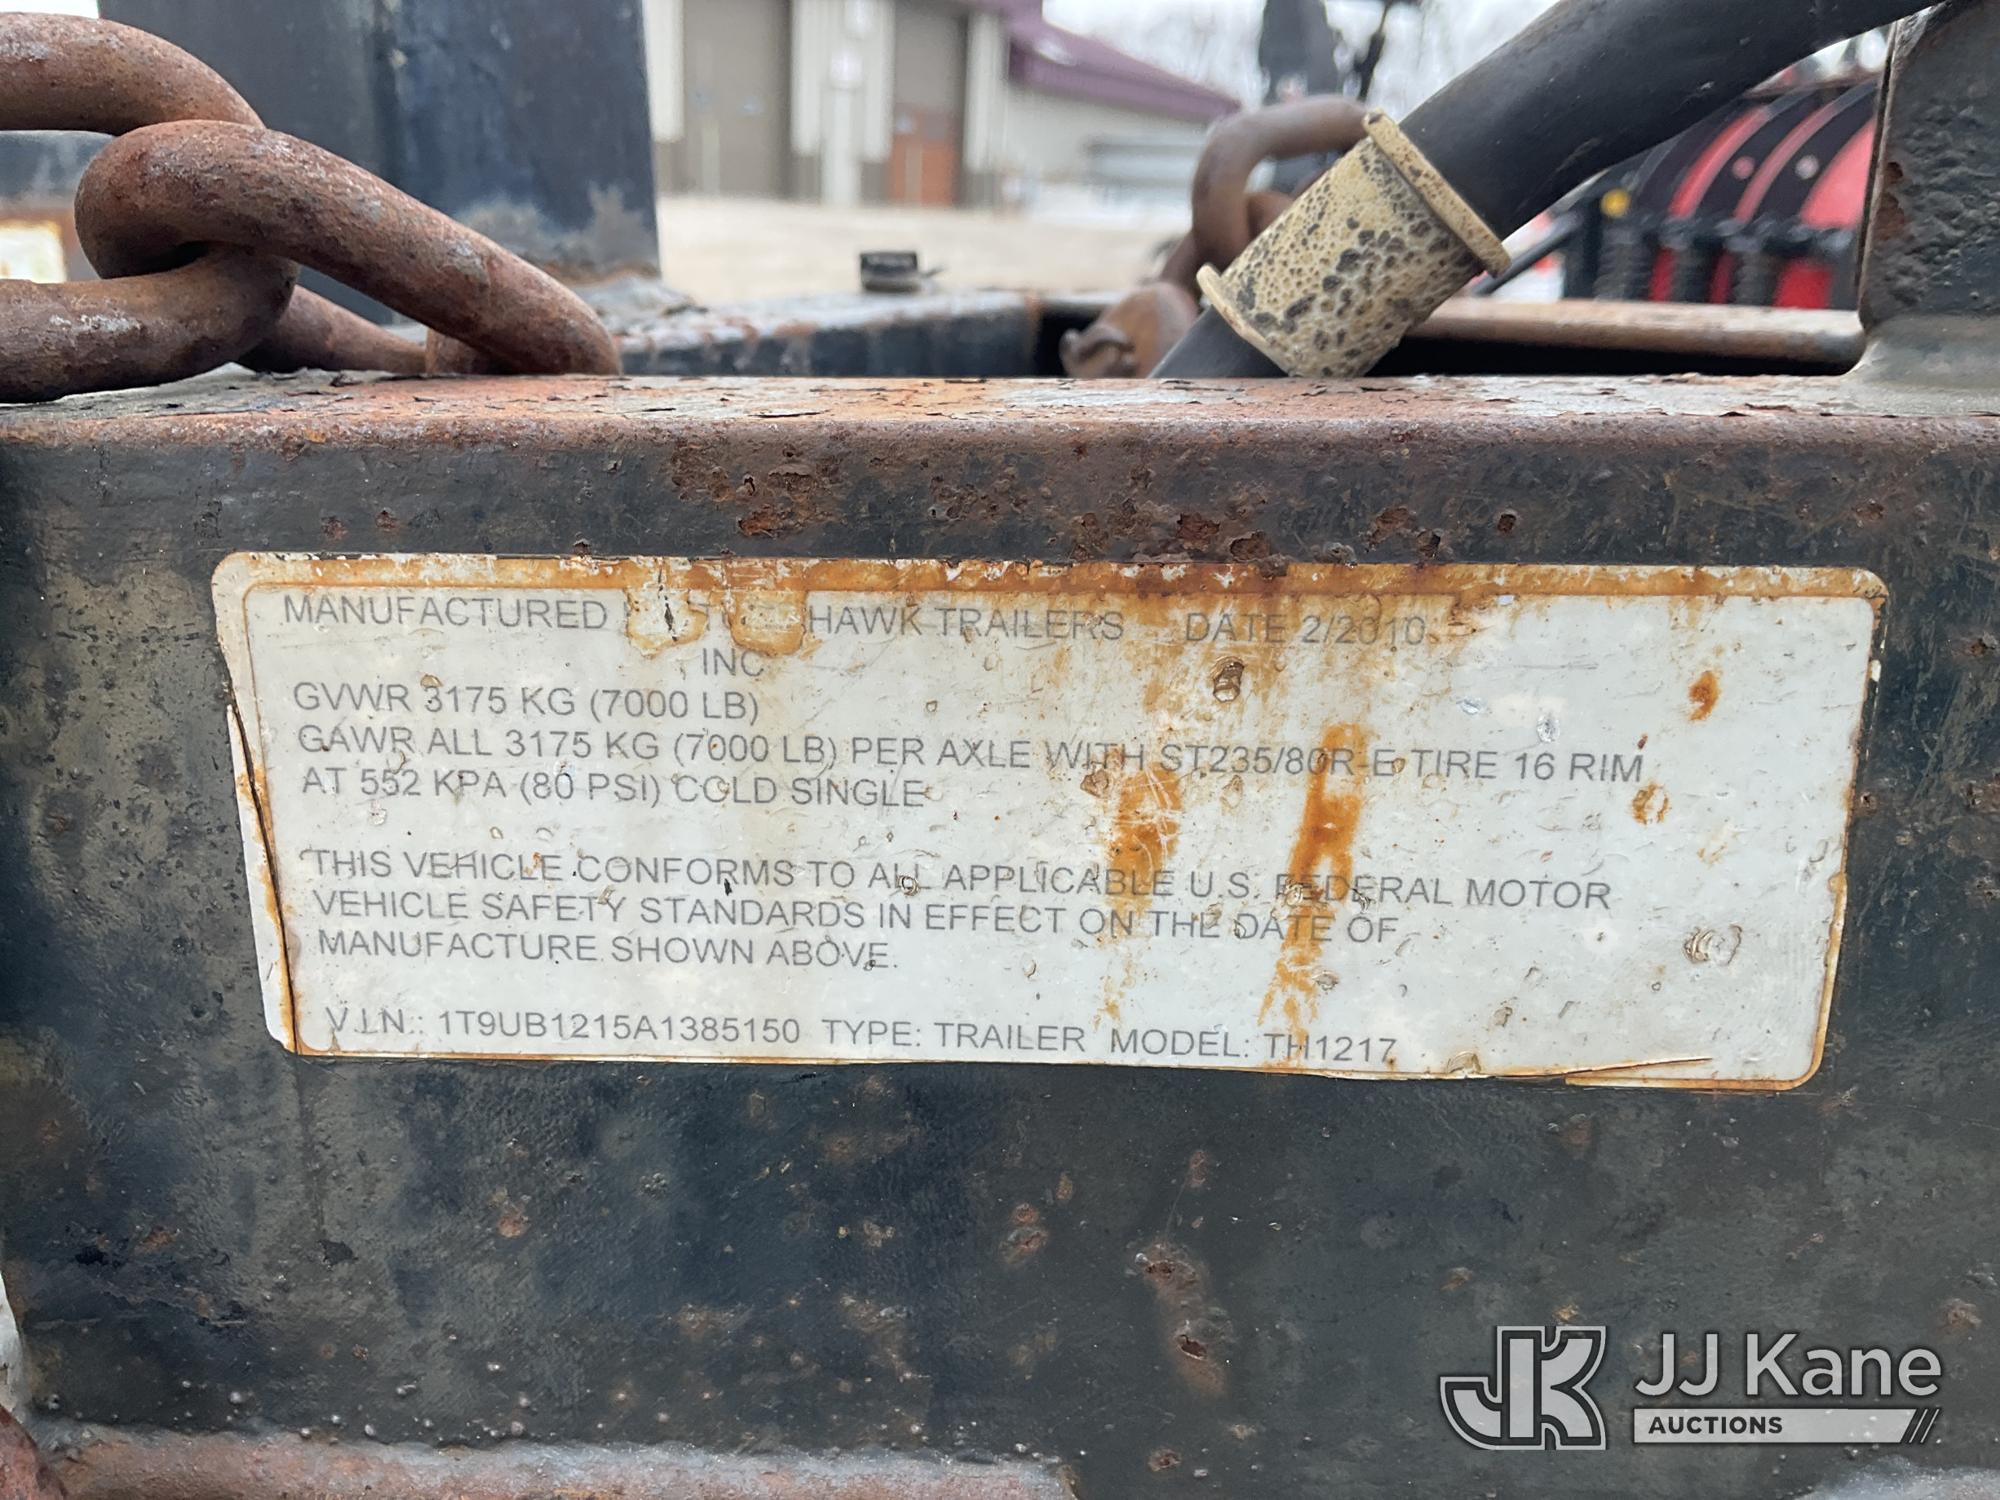 MANUFACTURED HAWK TRAILERS DATE 2/2010
INC
GVWR 3175 KG (7000 LB)
GAWR ALL 3175 KG (7000 LB) PER AXLE WITH ST235/80R-E TIRE 16 RIM
AT 552 KPA (80 PSI) COLD SINGLE
THIS VEHICLE CONFORMS TO ALL APPLICABLE U.S. FEDERAL MOTOR
VEHICLE SAFETY STANDARDS IN EFFECT ON THE DATE OF
MANUFACTURE SHOWN ABOVE.
V.I.N.: 1T9UB1215A1385150 TYPE: TRAILER MODEL: TH1217
JK JJ Kane
AUCTIONS